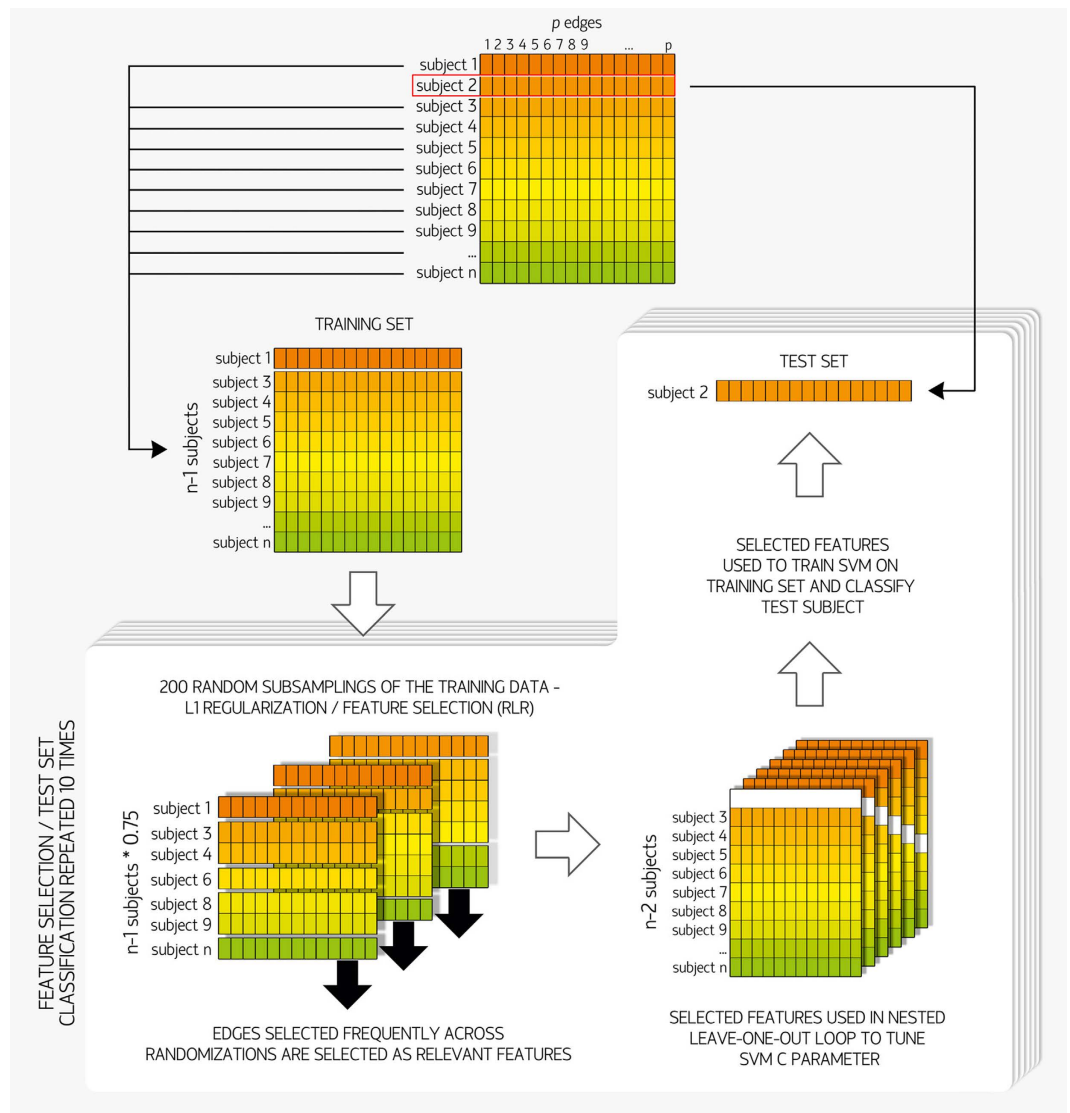 p edges
1 2 3 4 5 6 7 8 9 ... p
subject 1
subject 2
subject 3
subject 4
subject 5
subject 6
subject 7
subject 8
subject 9
...
subject n
TRAINING SET
n-1 subjects
subject 1
subject 3
subject 4
subject 5
subject 6
subject 7
subject 8
subject 9
...
subject n
TEST SET
subject 2
SELECTED FEATURES
USED TO TRAIN SVM ON
TRAINING SET AND CLASSIFY
TEST SUBJECT
FEATURE SELECTION / TEST SET
CLASSIFICATION REPEATED 10 TIMES
200 RANDOM SUBSAMPLINGS OF THE TRAINING DATA -
L1 REGULARIZATION / FEATURE SELECTION (RLR)
n-1 subjects * 0.75
subject 1
subject 3
subject 4
subject 6
subject 8
subject 9
subject n
EDGES SELECTED FREQUENTLY ACROSS
RANDOMIZATIONS ARE SELECTED AS RELEVANT FEATURES
n-2 subjects
subject 3
subject 4
subject 5
subject 6
subject 7
subject 8
subject 9
...
subject n
SELECTED FEATURES USED IN NESTED
LEAVE-ONE-OUT LOOP TO TUNE
SVM C PARAMETER